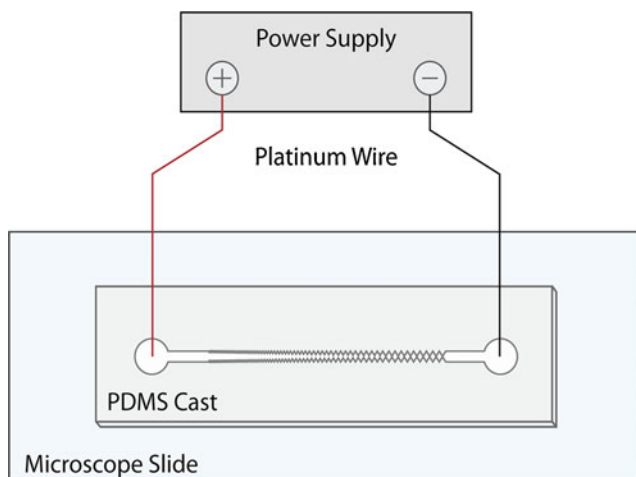 Power Supply
+
−
Platinum Wire
PDMS Cast
Microscope Slide